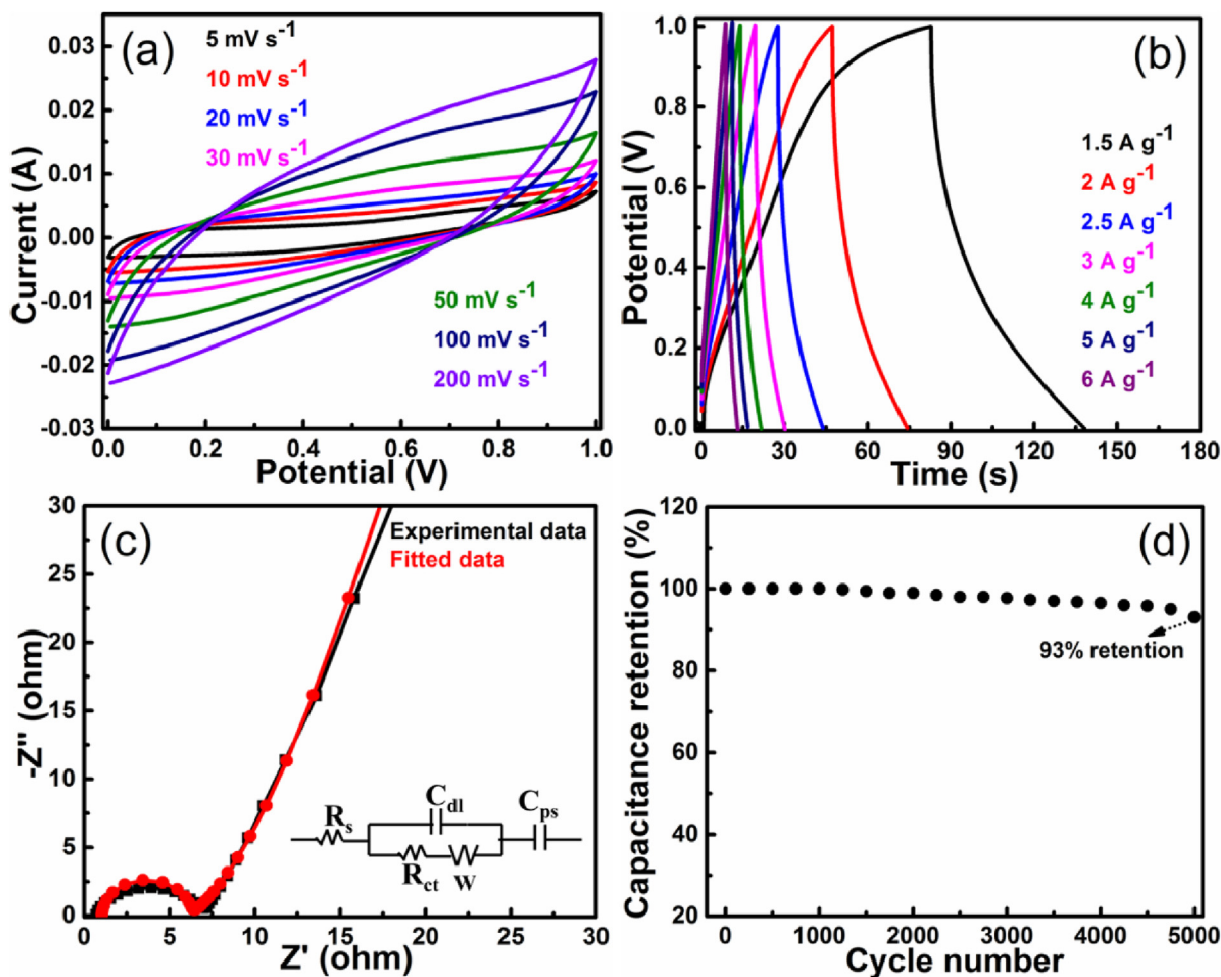 (a)
5 mV s-1
10 mV s-1
20 mV s-1
30 mV s-1
50 mV s-1
100 mV s-1
200 mV s-1
0.03
0.02
0.01
0.00
-0.01
-0.02
-0.03
Current (A)
0.0 0.2 0.4 0.6 0.8 1.0
Potential (V)
(b)
1.5 A g-1
2 A g-1
2.5 A g-1
3 A g-1
4 A g-1
5 A g-1
6 A g-1
1.0
0.8
0.6
0.4
0.2
0.0
Potential (V)
0 30 60 90 120 150 180
Time (s)
(c)
Experimental data
Fitted data
Rs
Cdl
Cps
Rct
W
30
25
20
15
10
5
0
-Z'' (ohm)
0 5 10 15 20 25 30
Z' (ohm)
(d)
93% retention
120
100
80
60
40
20
Capacitance retention (%)
0 1000 2000 3000 4000 5000
Cycle number